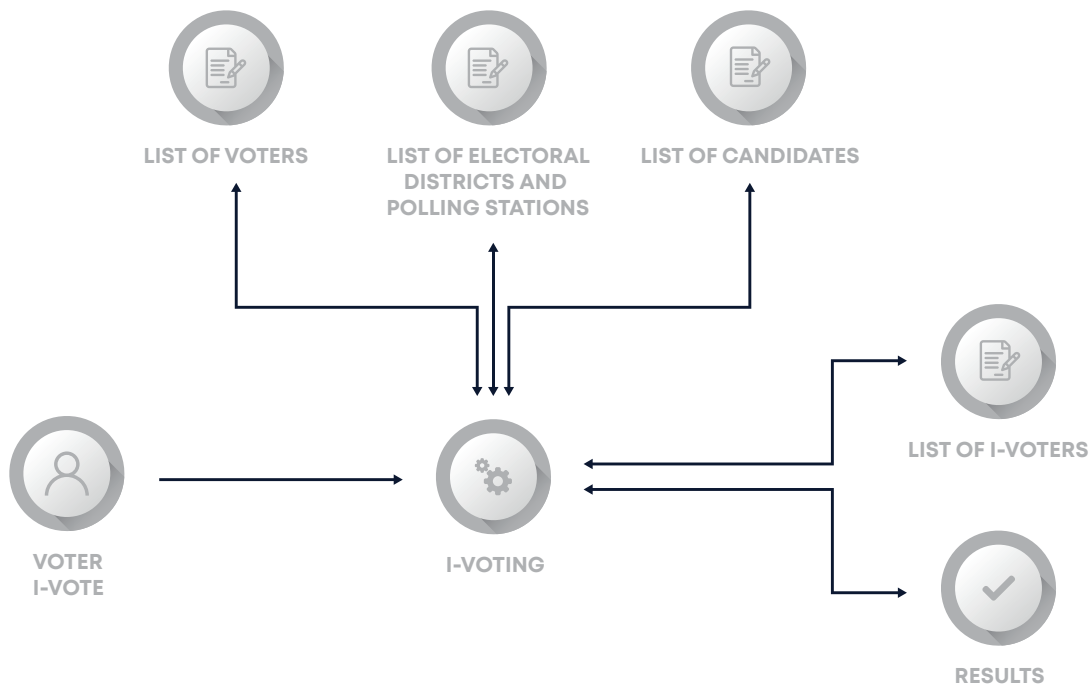 LIST OF VOTERS
LIST OF ELECTORAL
DISTRICTS AND
POLLING STATIONS
LIST OF CANDIDATES
LIST OF I-VOTERS
VOTER
I-VOTE
I-VOTING
RESULTS